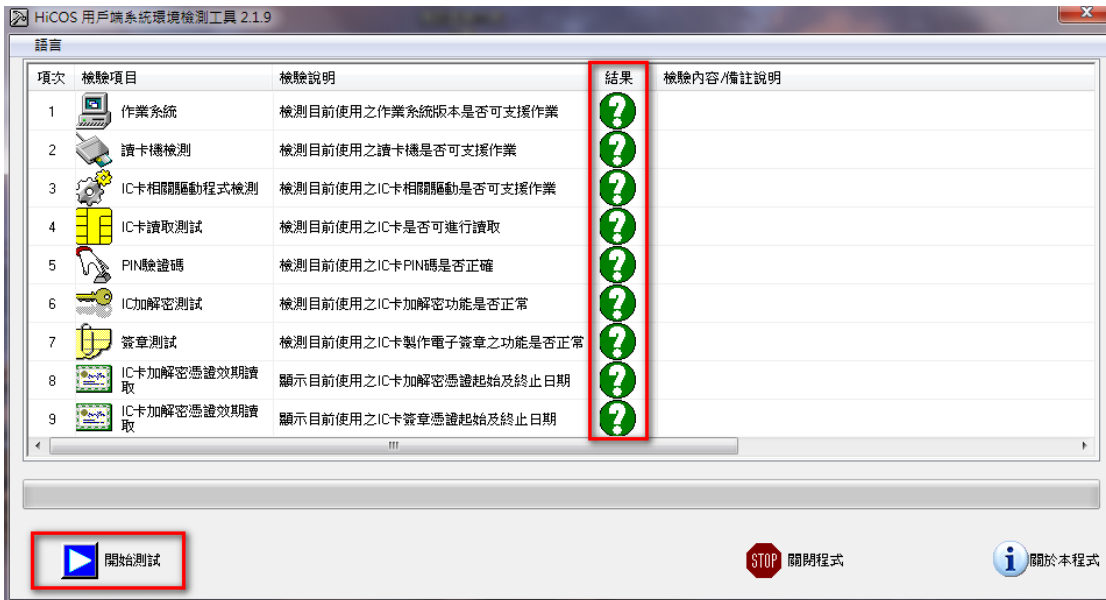 HiCOS 用戶端系統環境檢測工具 2.1.9
語言
項次 檢驗項目 檢驗說明 結果 檢驗內容/備註說明
1 作業系統 檢測目前使用之作業系統版本是否可支援作業
2 讀卡機檢測 檢測目前使用之讀卡機是否可支援作業
3 IC卡相關驅動程式檢測 檢測目前使用之IC卡相關驅動是否可支援作業
4 IC卡讀取測試 檢測目前使用之IC卡是否可進行讀取
5 PIN驗證碼 檢測目前使用之IC卡PIN碼是否正確
6 IC加解密測試 檢測目前使用之IC卡加解密功能是否正常
7 簽章測試 檢測目前使用之IC卡製作電子簽章之功能是否正常
8 IC卡加解密憑證效期讀
取 顯示目前使用之IC卡加解密憑證起始及終止日期
9 IC卡加解密憑證效期讀
取 顯示目前使用之IC卡簽章憑證起始及終止日期
開始測試 STOP 關閉程式 關於本程式